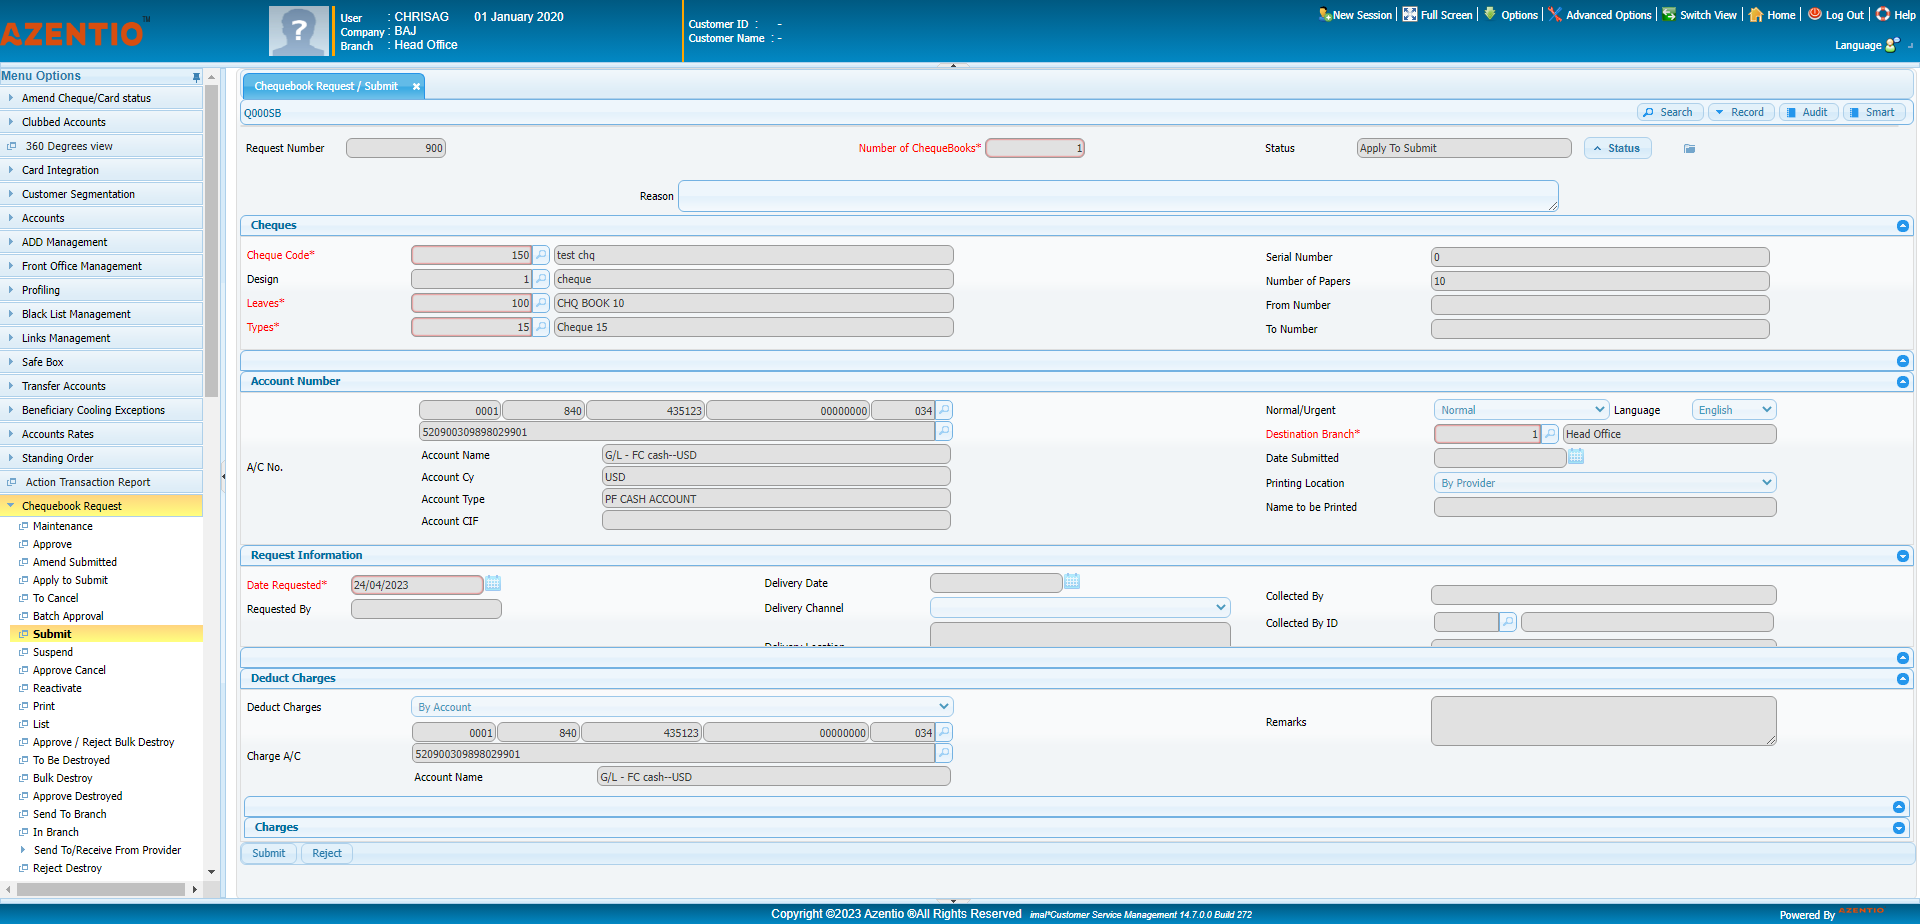 AZENTIO™
User : CHRISAG 01 January 2020
Company : BAJ
Branch : Head Office
Customer ID : -
Customer Name : -
New Session Full Screen Options Advanced Options Switch View Home Log Out Help
Language
Menu Options
Amend Cheque/Card status
Clubbed Accounts
360 Degrees view
Card Integration
Customer Segmentation
Accounts
ADD Management
Front Office Management
Profiling
Black List Management
Links Management
Safe Box
Transfer Accounts
Beneficiary Cooling Exceptions
Accounts Rates
Standing Order
Action Transaction Report
Chequebook Request
Maintenance
Approve
Amend Submitted
Apply to Submit
To Cancel
Batch Approval
Submit
Suspend
Approve Cancel
Reactivate
Print
List
Approve / Reject Bulk Destroy
To Be Destroyed
Bulk Destroy
Approve Destroyed
Send To Branch
In Branch
Send To/Receive From Provider
Reject Destroy
Chequebook Request / Submit
Q000SB
Search Record Audit Smart
Request Number 900 Number of ChequeBooks* 1 Status Apply To Submit Status
Reason
Cheques
Cheque Code* 150 test chq Serial Number 0
Design 1 cheque Number of Papers 10
Leaves* 100 CHQ BOOK 10 From Number
Types* 15 Cheque 15 To Number
Account Number
0001 840 435123 00000000 034 Normal/Urgent Normal Language English
520900309898029901 Destination Branch* 1 Head Office
A/C No.
Account Name G/L - FC cash--USD Date Submitted
Account Cy USD Printing Location By Provider
Account Type PF CASH ACCOUNT Name to be Printed
Account CIF
Request Information
Date Requested* 24/04/2023 Delivery Date Collected By
Requested By Delivery Channel Collected By ID
Delivery Location
Deduct Charges
Deduct Charges By Account Remarks
0001 840 435123 00000000 034
Charge A/C 520900309898029901
Account Name G/L - FC cash--USD
Charges
Submit Reject
Copyright ©2023 Azentio ®All Rights Reserved imal*Customer Service Management 14.7.0.0 Build 272
Powered By AZENTIO